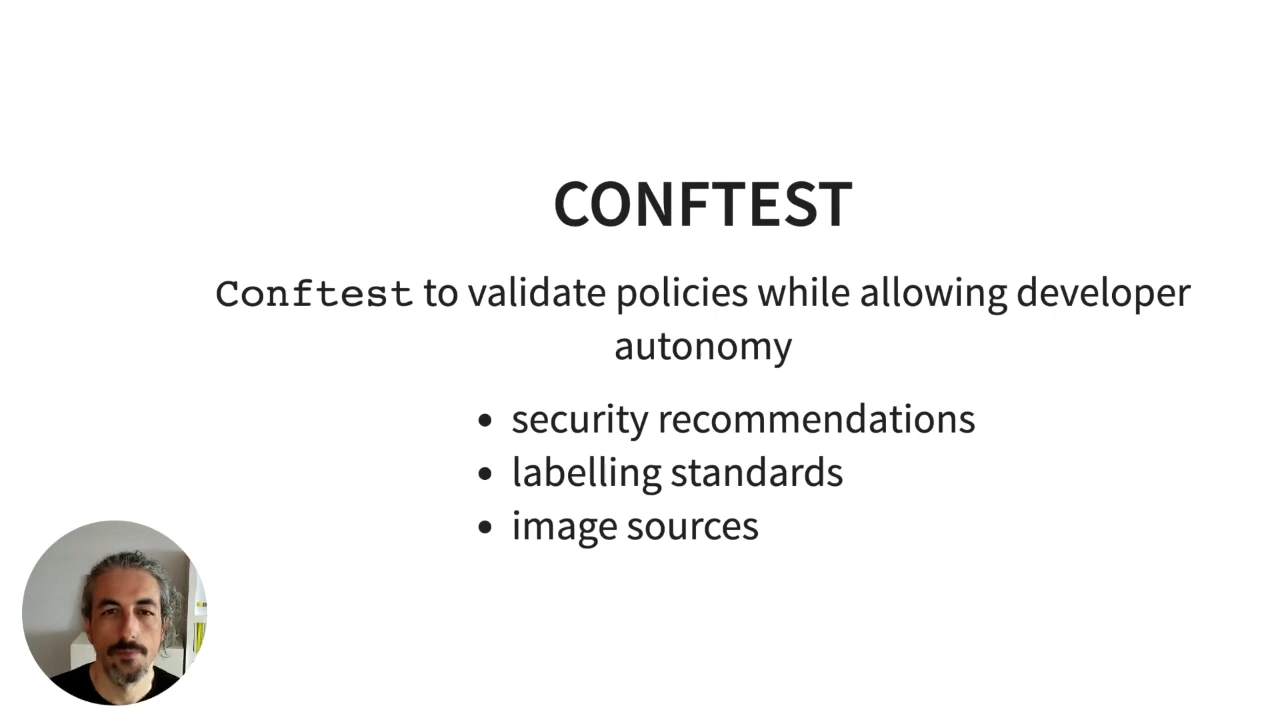 CONFTEST
Conftest to validate policies while allowing developer
autonomy
• security recommendations
• labelling standards
• image sources